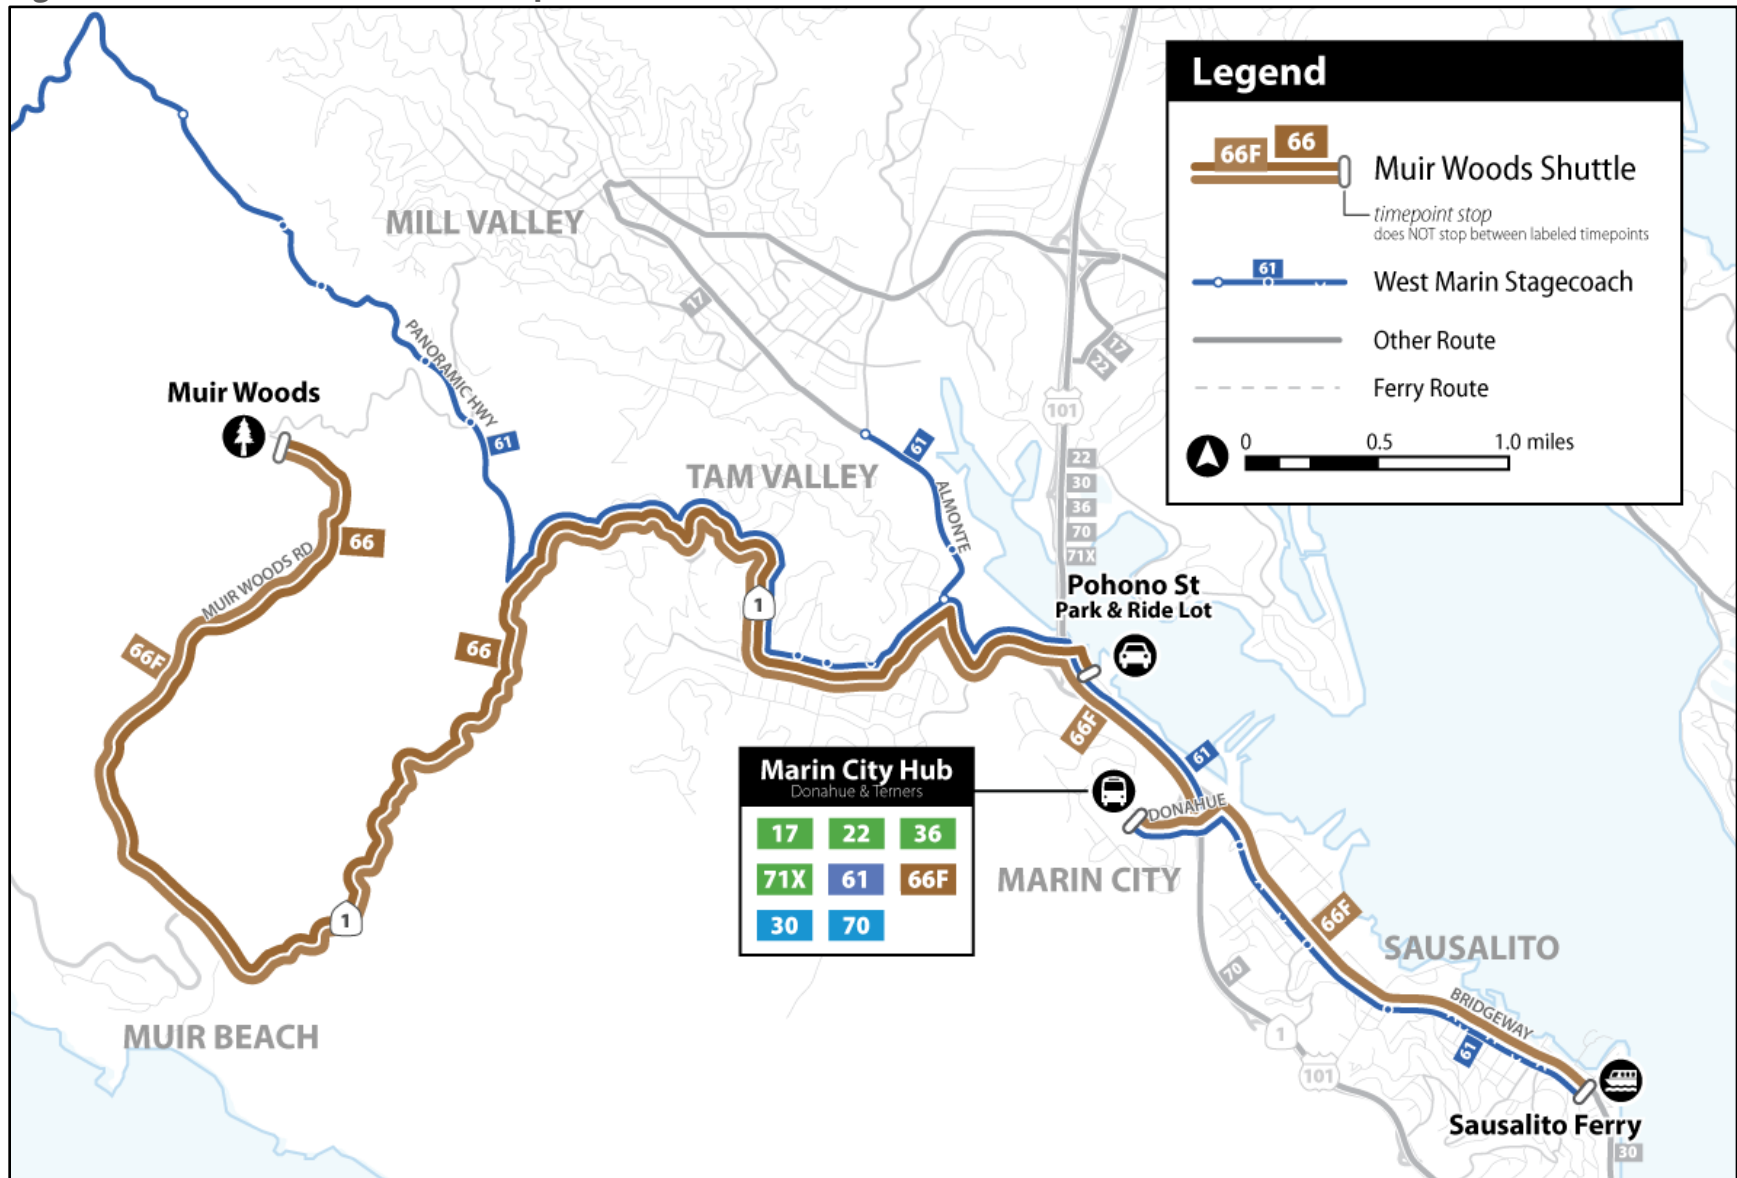 Legend
66F
66
Muir Woods Shuttle
timepoint stop
does NOT stop between labeled timepoints
61
West Marin Stagecoach
Other Route
Ferry Route
0 0.5 1.0 miles
MILL VALLEY
17
17
22
101
PANORAMIC HWY
61
Muir Woods
61
TAM VALLEY
ALMONTE
22
30
36
70
71X
66
MUIR WOODS RD
Pohono St
Park & Ride Lot
1
66
66F
66F
61
Marin City Hub
Donahue & Terners
17 22 36
71X 61 66F
30 70
DONAHUE
MARIN CITY
66F
1
SAUSALITO
70
BRIDGEWAY
MUIR BEACH
1
61
101
Sausalito Ferry
30